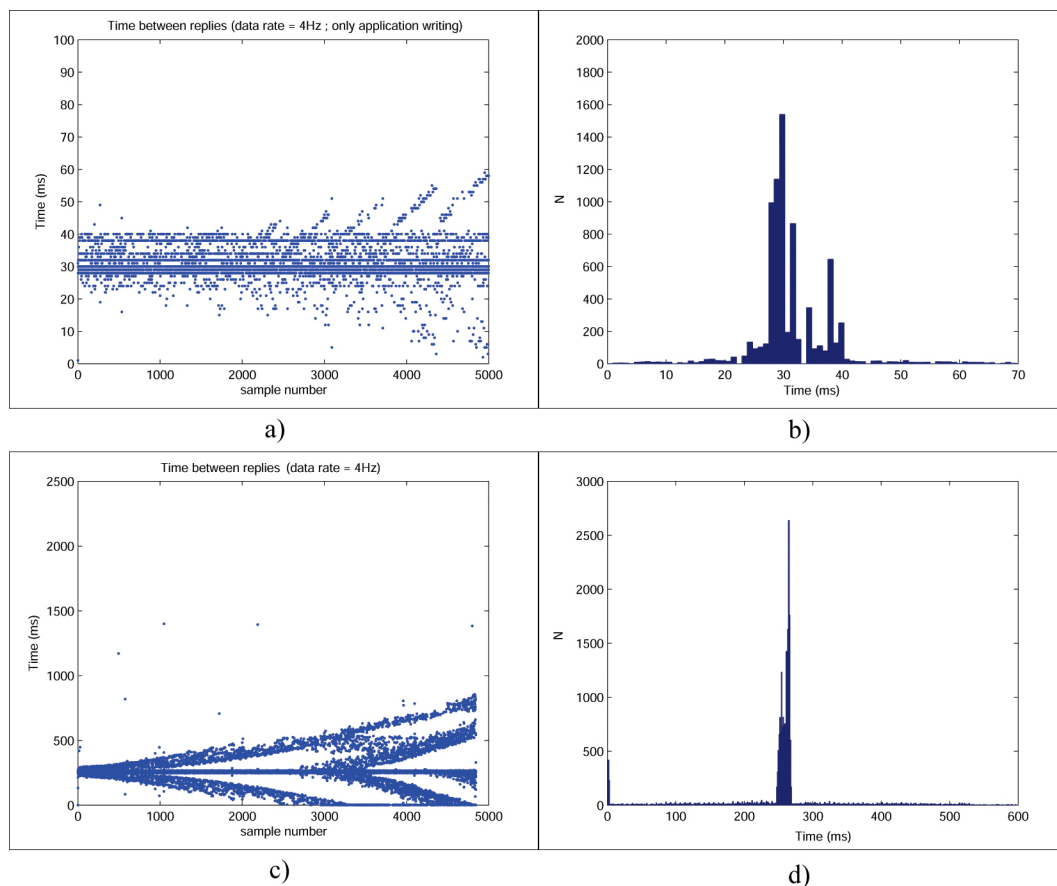 Time between replies (data rate = 4Hz ; only application writing)
100
90
80
70
60
50
40
30
20
10
0
Time (ms)
0 1000 2000 3000 4000 5000
sample number
a)
2000
1800
1600
1400
1200
1000
800
600
400
200
0
N
0 10 20 30 40 50 60 70
Time (ms)
b)
Time between replies (data rate = 4Hz)
2500
2000
1500
1000
500
0
Time (ms)
0 1000 2000 3000 4000 5000
sample number
c)
3000
2500
2000
1500
1000
500
0
N
0 100 200 300 400 500 600
Time (ms)
d)